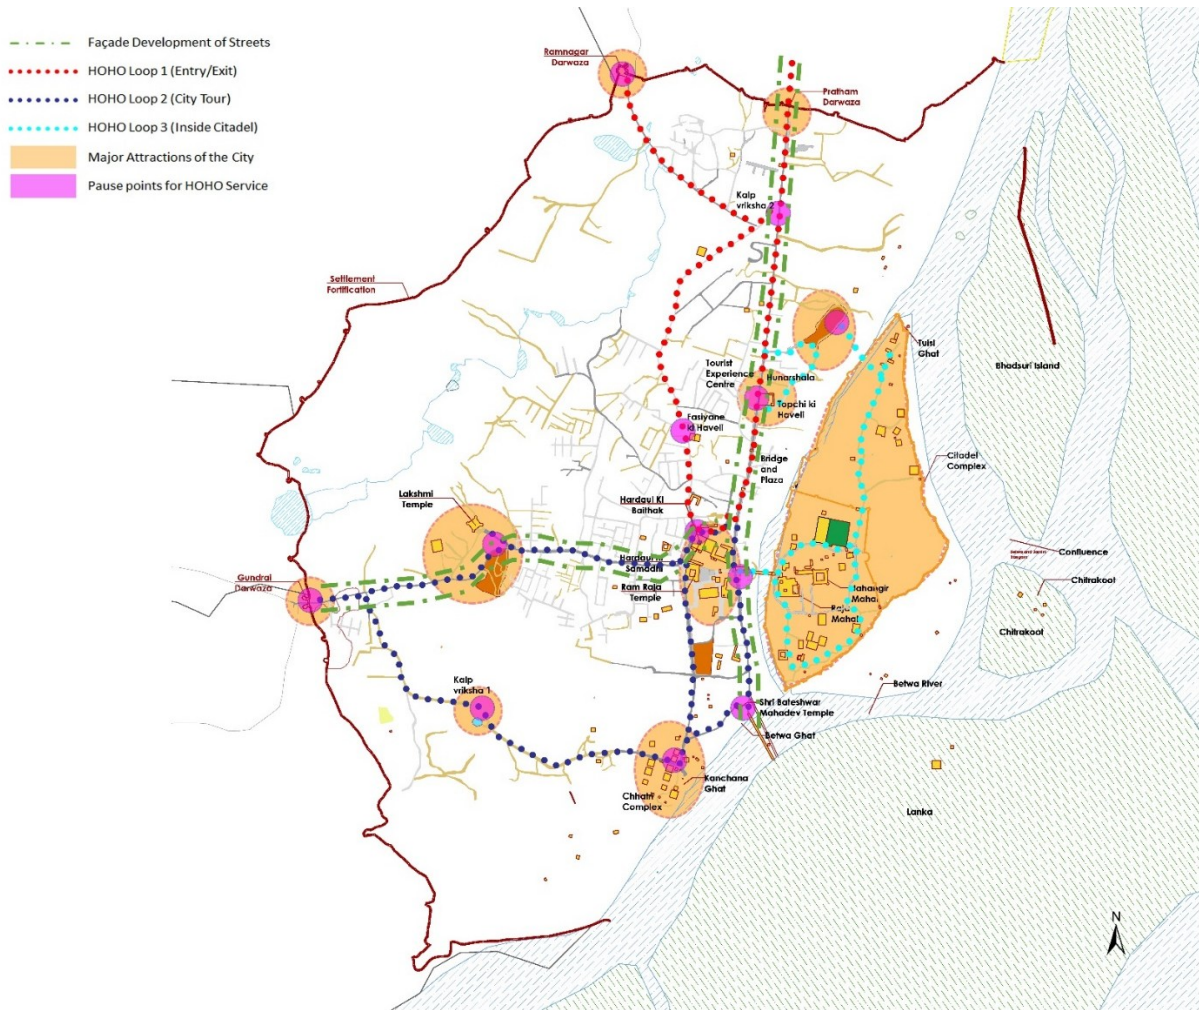 Façade Development of Streets
HOHO Loop 1 (Entry/Exit)
HOHO Loop 2 (City Tour)
HOHO Loop 3 (Inside Citadel)
Major Attractions of the City
Pause points for HOHO Service
Ramnagar
Darwaza
Pratham
Darwaza
Kalp
vriksha 2
Settlement
Fortification
Tulsi
Ghat
Bhadsuri Island
Tourist
Experience
Centre
Hunarshala
Topchi ki
Haveli
Fasiyane
ki Haveli
Bridge
and
Plaza
Citadel
Complex
Lakshmi
Temple
Hardaul Ki
Baithak
Hardaul ki
Samadhi
Ram Raja
Temple
Confluence
Gundrai
Darwaza
Jahangir
Mahal
Raja
Mahal
Chitrakoot
Chitrakoot
Kalp
vriksha 1
Betwa River
Shri Bateshwar
Mahadev Temple
Betwa Ghat
Kanchana
Ghat
Chhatri
Complex
Lanka
N